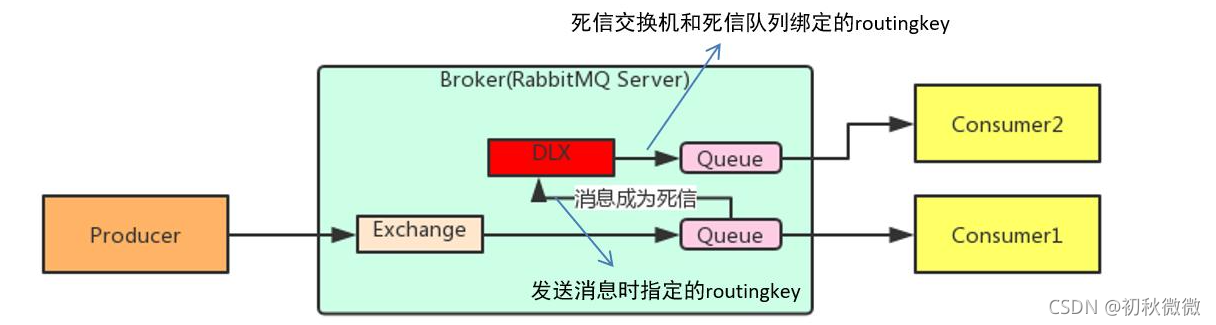 死信交换机和死信队列绑定的routingkey
Broker(RabbitMQ Server)
Consumer2
DLX
Queue
消息成为死信
Producer
Exchange
Queue
Consumer1
发送消息时指定的routingkey
CSDN @初秋微微